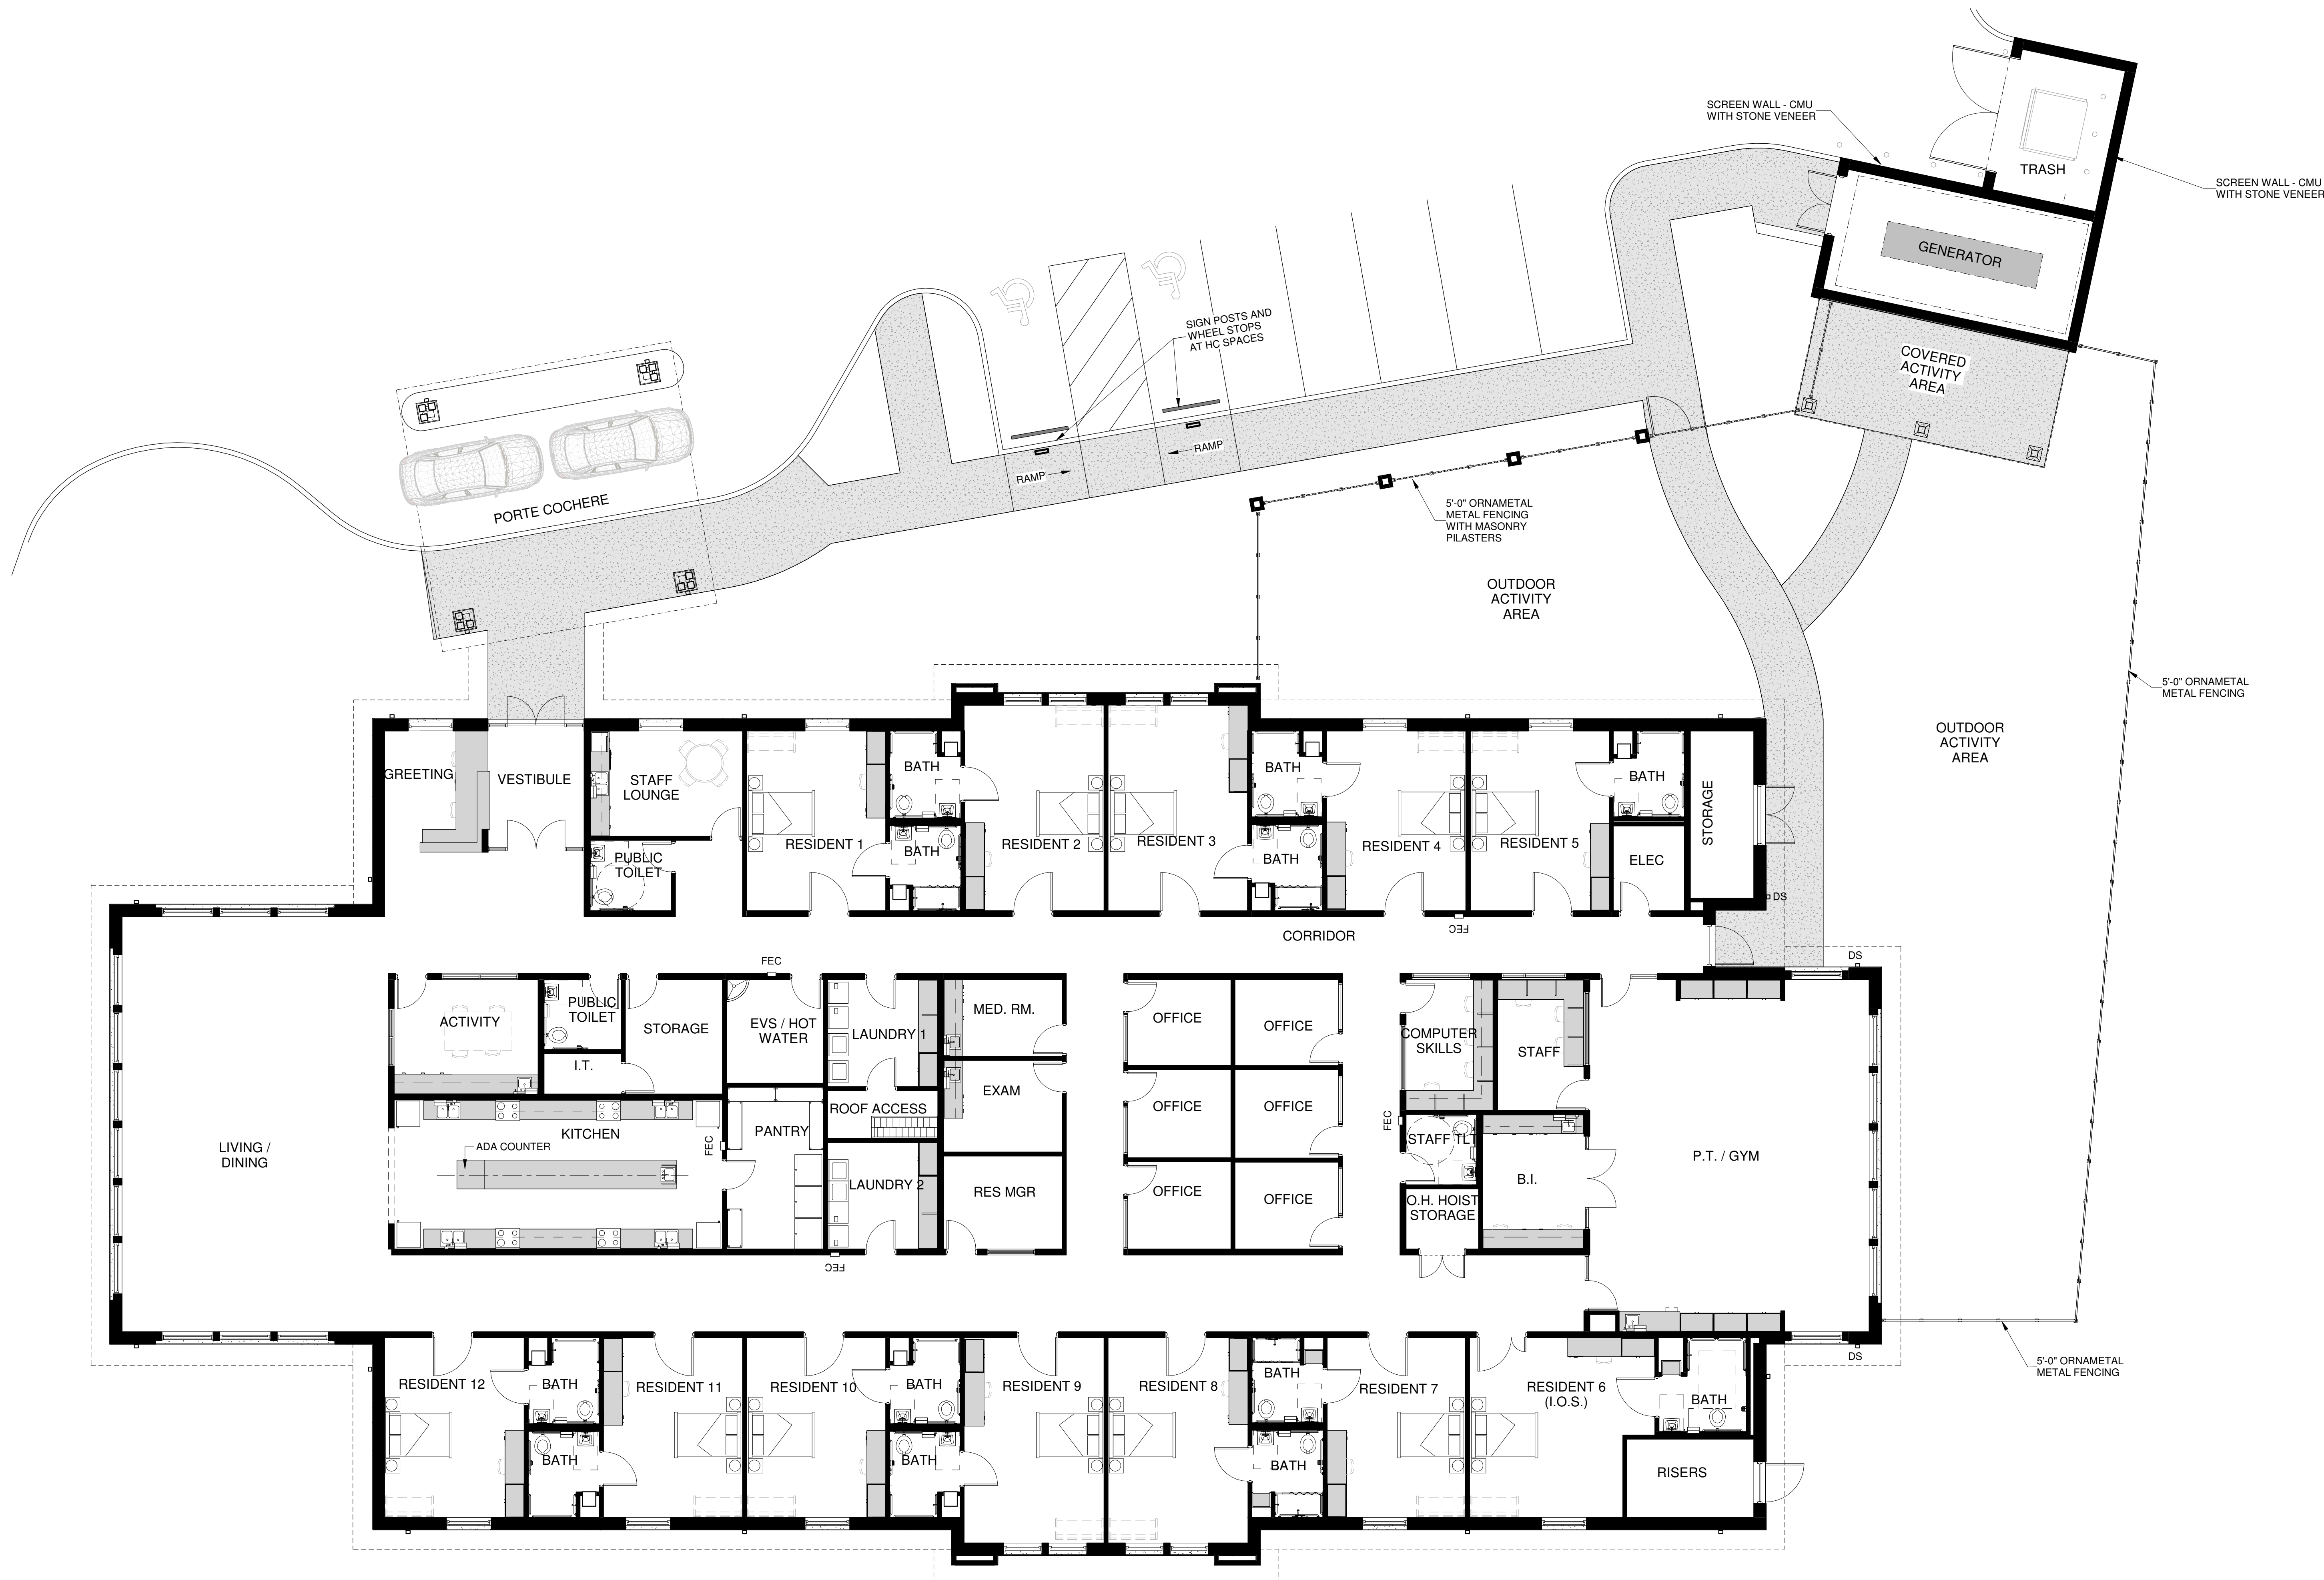 SCREEN WALL - CMU
WITH STONE VENEER
TRASH
SCREEN WALL - CMU
WITH STONE VENEER
GENERATOR
COVERED
ACTIVITY
AREA
SIGN POSTS AND
WHEEL STOPS
AT HC SPACES
RAMP
RAMP
PORTE COCHERE
5'-0" ORNAMETAL
METAL FENCING
WITH MASONRY
PILASTERS
OUTDOOR
ACTIVITY
AREA
5'-0" ORNAMETAL
METAL FENCING
OUTDOOR
ACTIVITY
AREA
GREETING
VESTIBULE
STAFF
LOUNGE
PUBLIC
TOILET
RESIDENT 1
BATH
BATH
RESIDENT 2
RESIDENT 3
BATH
BATH
RESIDENT 4
RESIDENT 5
BATH
ELEC
STORAGE
DS
CORRIDOR
FEC
FEC
DS
ACTIVITY
PUBLIC
TOILET
I.T.
STORAGE
EVS / HOT
WATER
LAUNDRY 1
MED. RM.
EXAM
OFFICE
OFFICE
OFFICE
OFFICE
OFFICE
OFFICE
COMPUTER
SKILLS
STAFF
KITCHEN
ADA COUNTER
FEC
PANTRY
ROOF ACCESS
LAUNDRY 2
RES MGR
FEC
STAFF TLT
O.H. HOIST
STORAGE
B.I.
P.T. / GYM
LIVING /
DINING
FEC
DS
5'-0" ORNAMETAL
METAL FENCING
RESIDENT 12
BATH
BATH
RESIDENT 11
RESIDENT 10
BATH
BATH
RESIDENT 9
RESIDENT 8
BATH
BATH
RESIDENT 7
RESIDENT 6
(I.O.S.)
BATH
RISERS